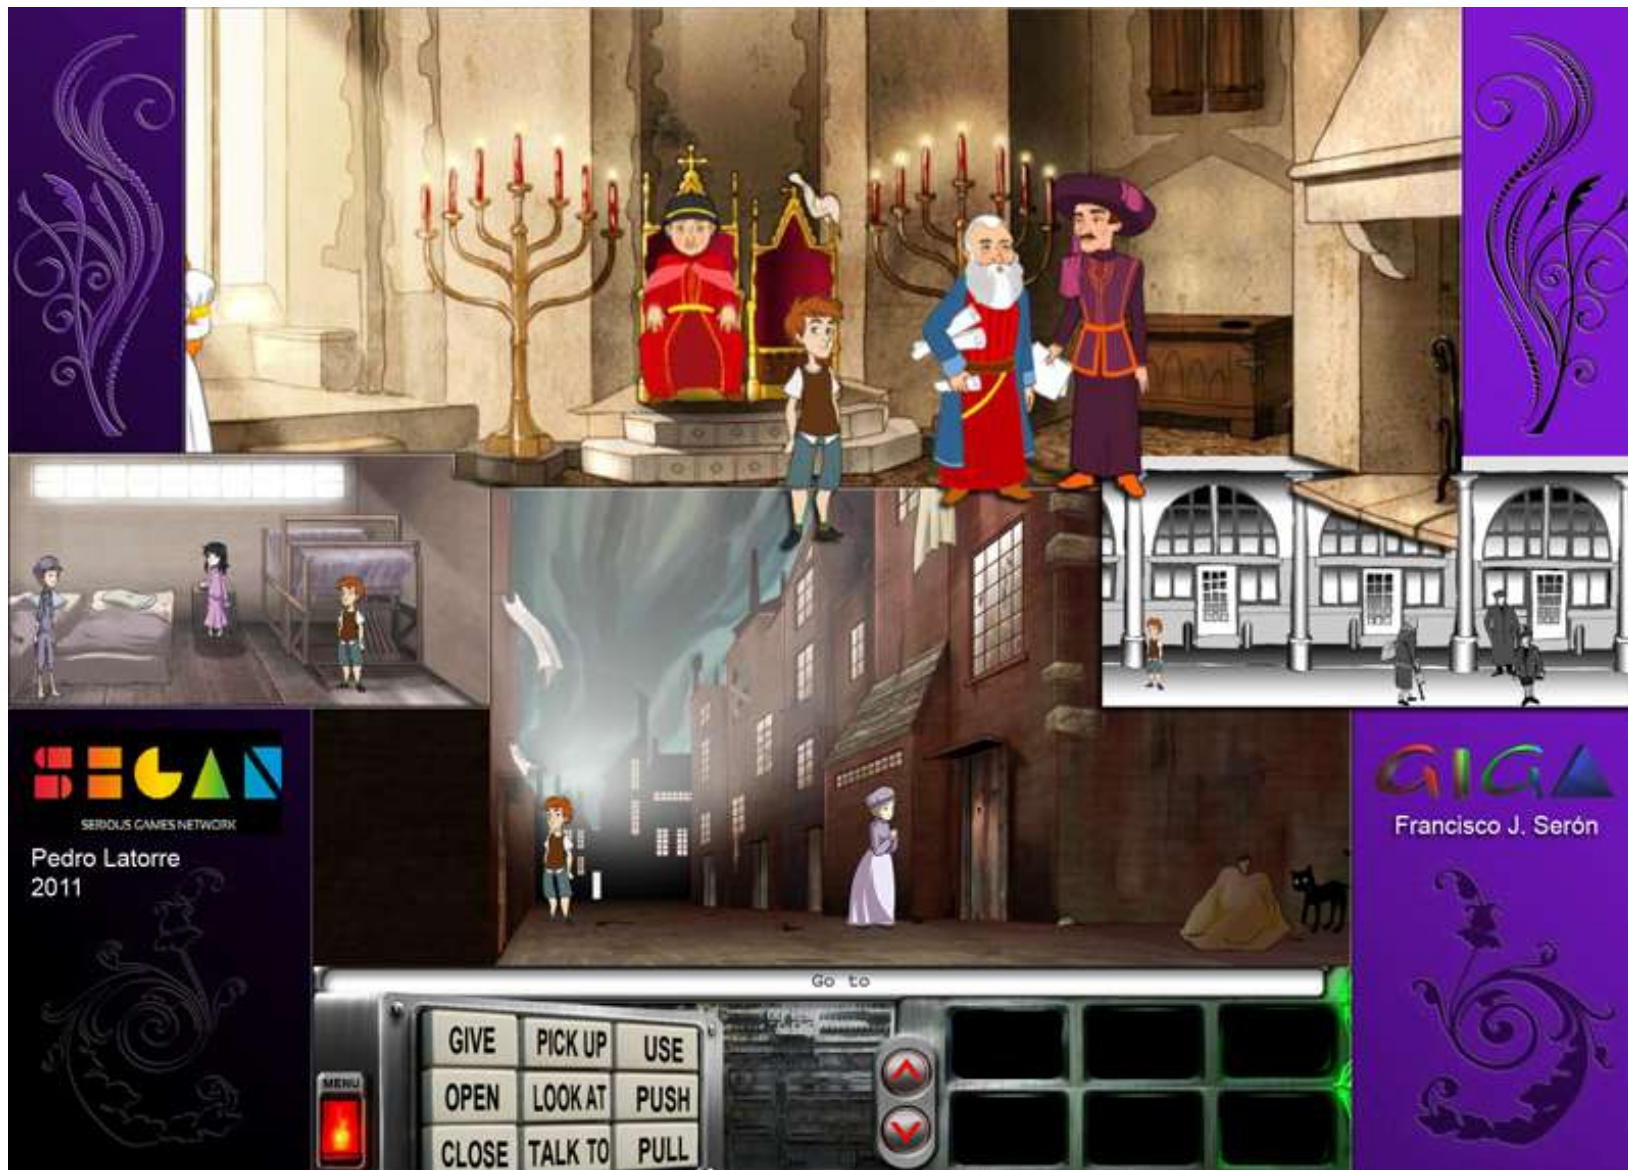 SEGAN
SERIOUS GAMES NETWORK
Pedro Latorre
2011
GIGA
Francisco J. Serón
Go to
MENU
GIVE PICK UP USE
OPEN LOOK AT PUSH
CLOSE TALK TO PULL